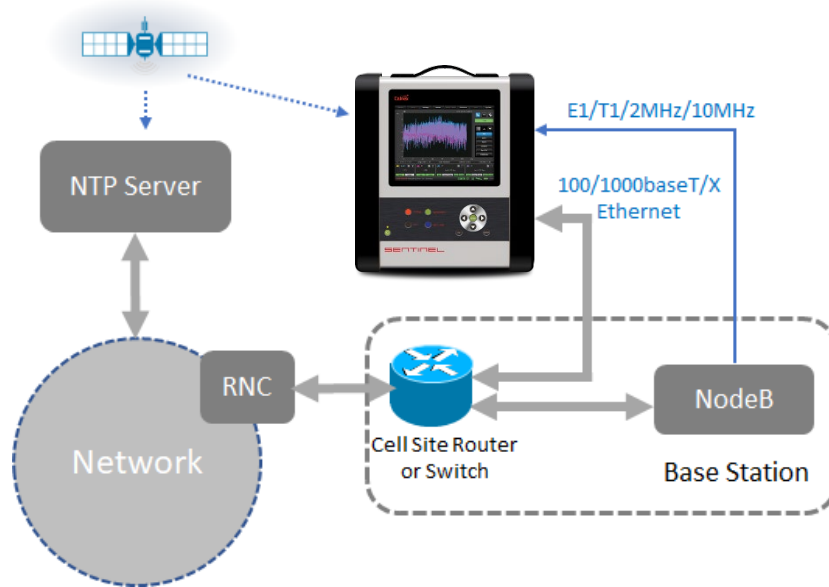 E1/T1/2MHz/10MHz
NTP Server
100/1000baseT/X
Ethernet
SENTINEL
RNC
NodeB
Network
Cell Site Router
or Switch
Base Station